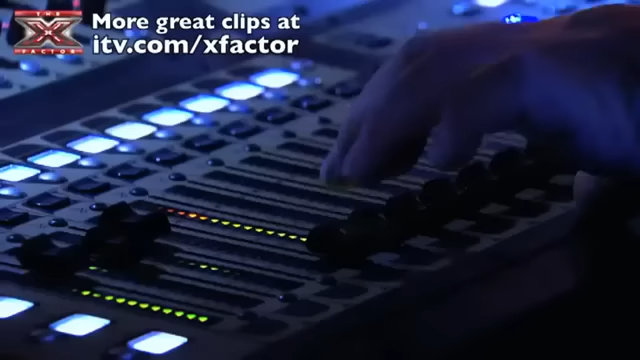 THE
X
FACTOR
More great clips at
itv.com/xfactor